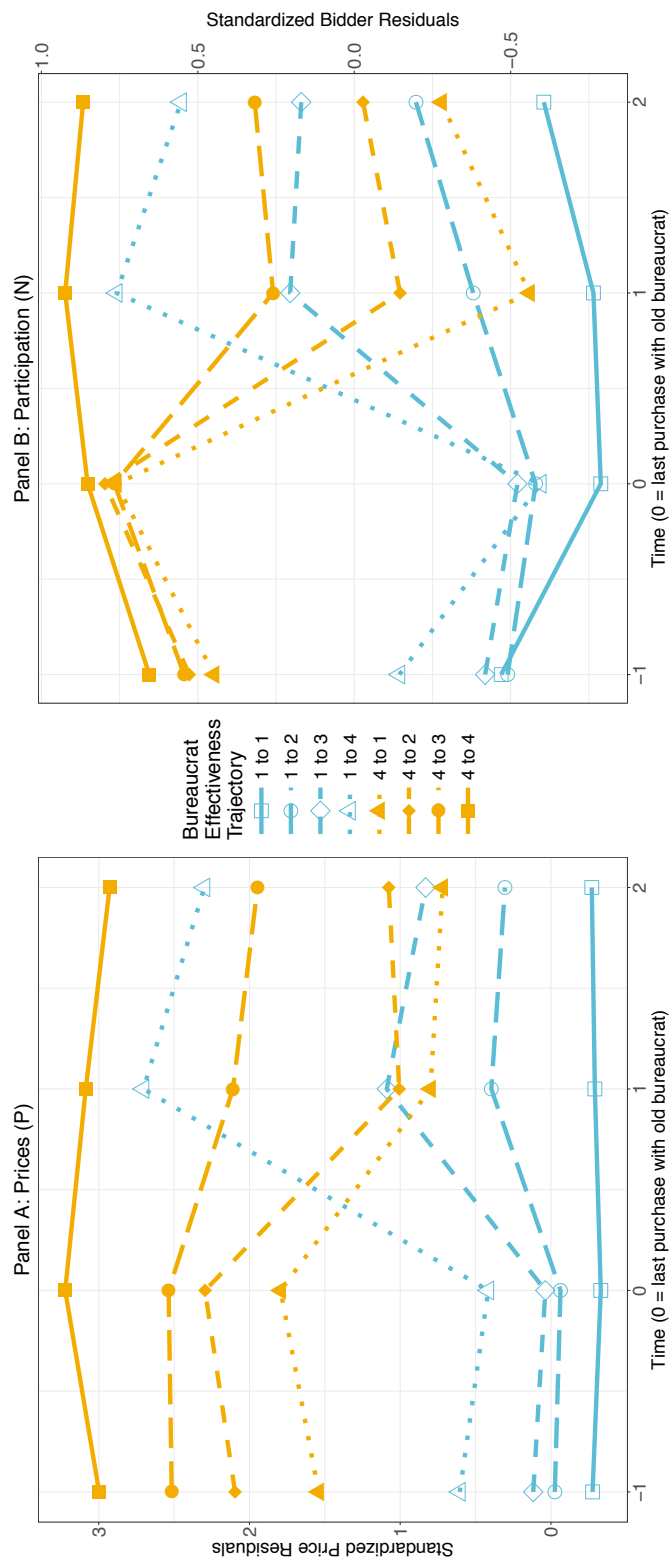 Panel A: Prices (P)
Standardized Price Residuals
3
2
1
0
−1
0
1
2
Time (0 = last purchase with old bureaucrat)
Bureaucrat
Effectiveness
Trajectory
1 to 1
1 to 2
1 to 3
1 to 4
4 to 1
4 to 2
4 to 3
4 to 4
Panel B: Participation (N)
−1
0
1
2
Time (0 = last purchase with old bureaucrat)
1.0
0.5
0.0
−0.5
Standardized Bidder Residuals